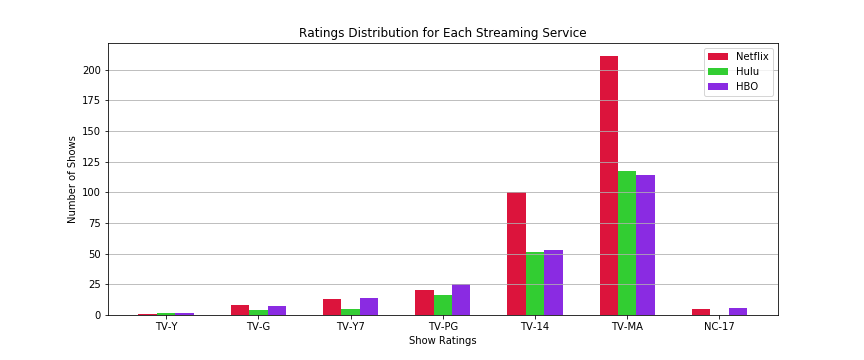 Ratings Distribution for Each Streaming Service
Netflix
Hulu
HBO
Number of Shows
200
175
150
125
100
75
50
25
0
TV-Y TV-G TV-Y7 TV-PG TV-14 TV-MA NC-17
Show Ratings